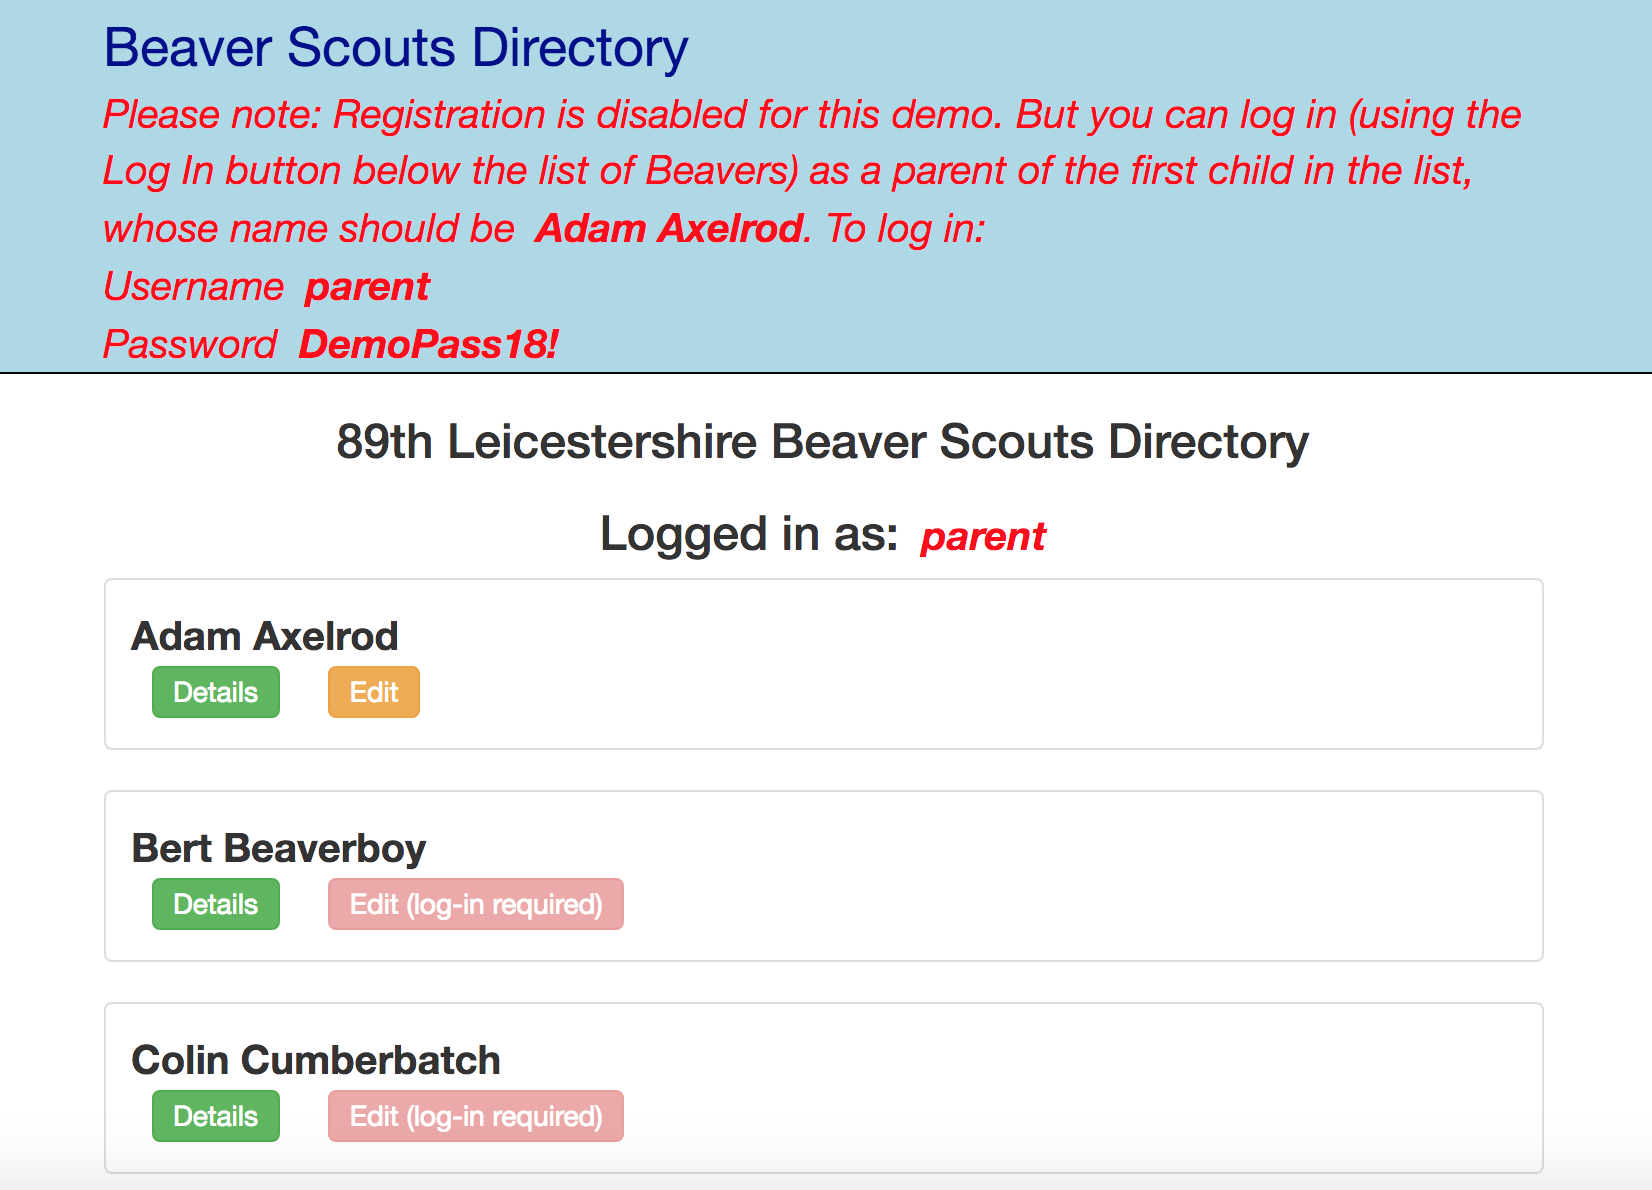 Beaver Scouts Directory
Please note: Registration is disabled for this demo. But you can log in (using the
Log In button below the list of Beavers) as a parent of the first child in the list,
whose name should be Adam Axelrod. To log in:
Username parent
Password DemoPass18!
89th Leicestershire Beaver Scouts Directory
Logged in as: parent
Adam Axelrod
Details Edit
Bert Beaverboy
Details Edit (log-in required)
Colin Cumberbatch
Details Edit (log-in required)